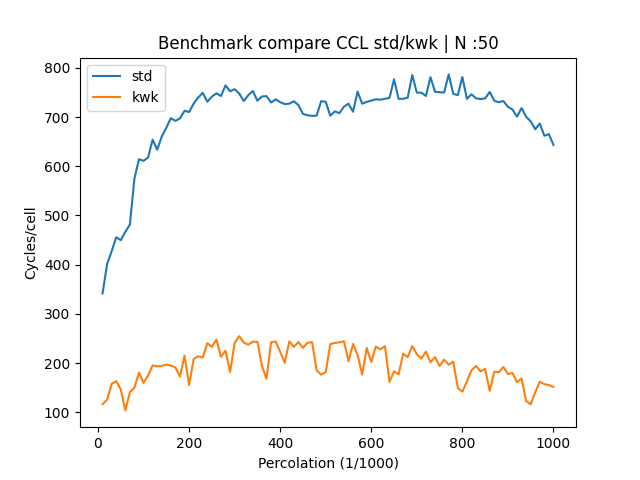 Benchmark compare CCL std/kwk | N :50
std
kwk
Cycles/cell
800
700
600
500
400
300
200
100
0 200 400 600 800 1000
Percolation (1/1000)